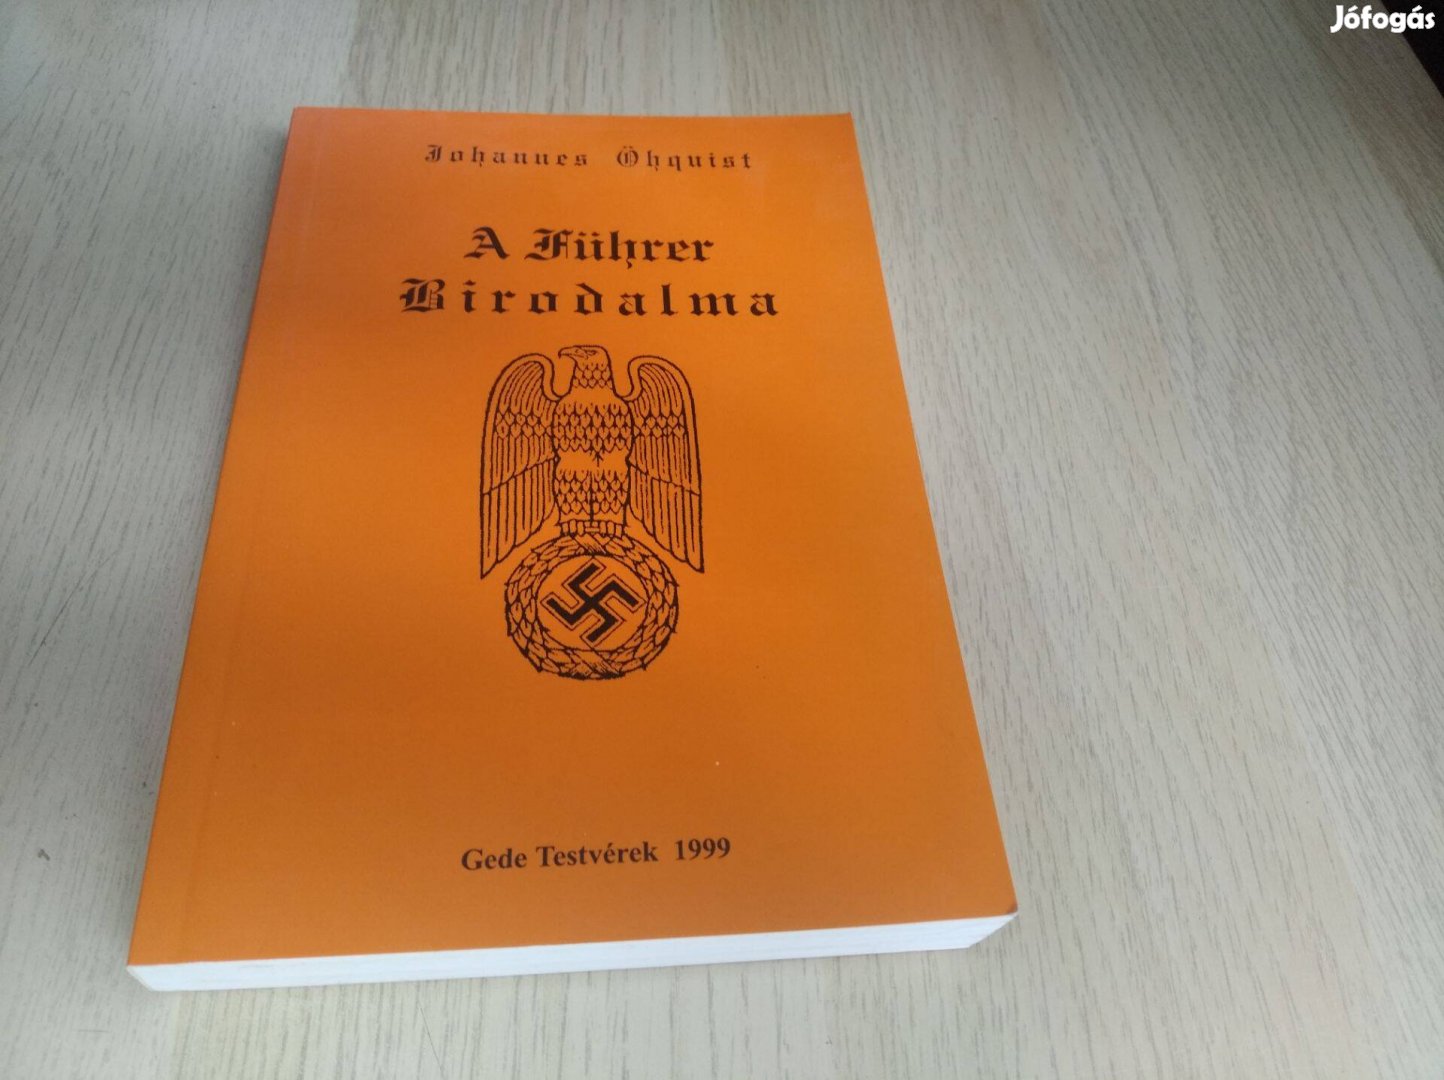 Jófogás
Johannes Öhquist
A Führer
Birodalma
Gede Testvérek 1999